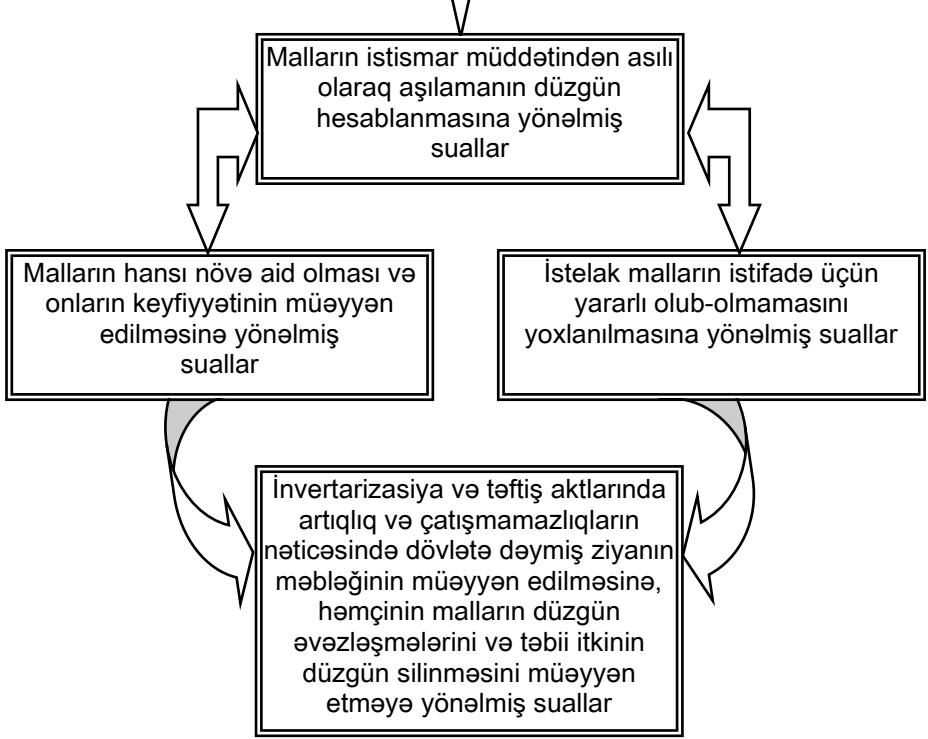 Malların istismar müddətindən asılı
olaraq aşılamanın düzgün
hesablanmasına yönəlmiş
suallar
Malların hansı növə aid olması və
onların keyfiyyətinin müəyyən
edilməsinə yönəlmiş
suallar
İstelak malların istifadə üçün
yararlı olub-olmamasını
yoxlanılmasına yönəlmiş suallar
İnvertarizasiya və təftiş aktlarında
artıqlıq və çatışmamazlıqların
nəticəsində dövlətə dəymiş ziyanın
məbləğinin müəyyən edilməsinə,
həmçinin malların düzgün
əvəzləşmələrini və təbii itkinin
düzgün silinməsini müəyyən
etməyə yönəlmiş suallar